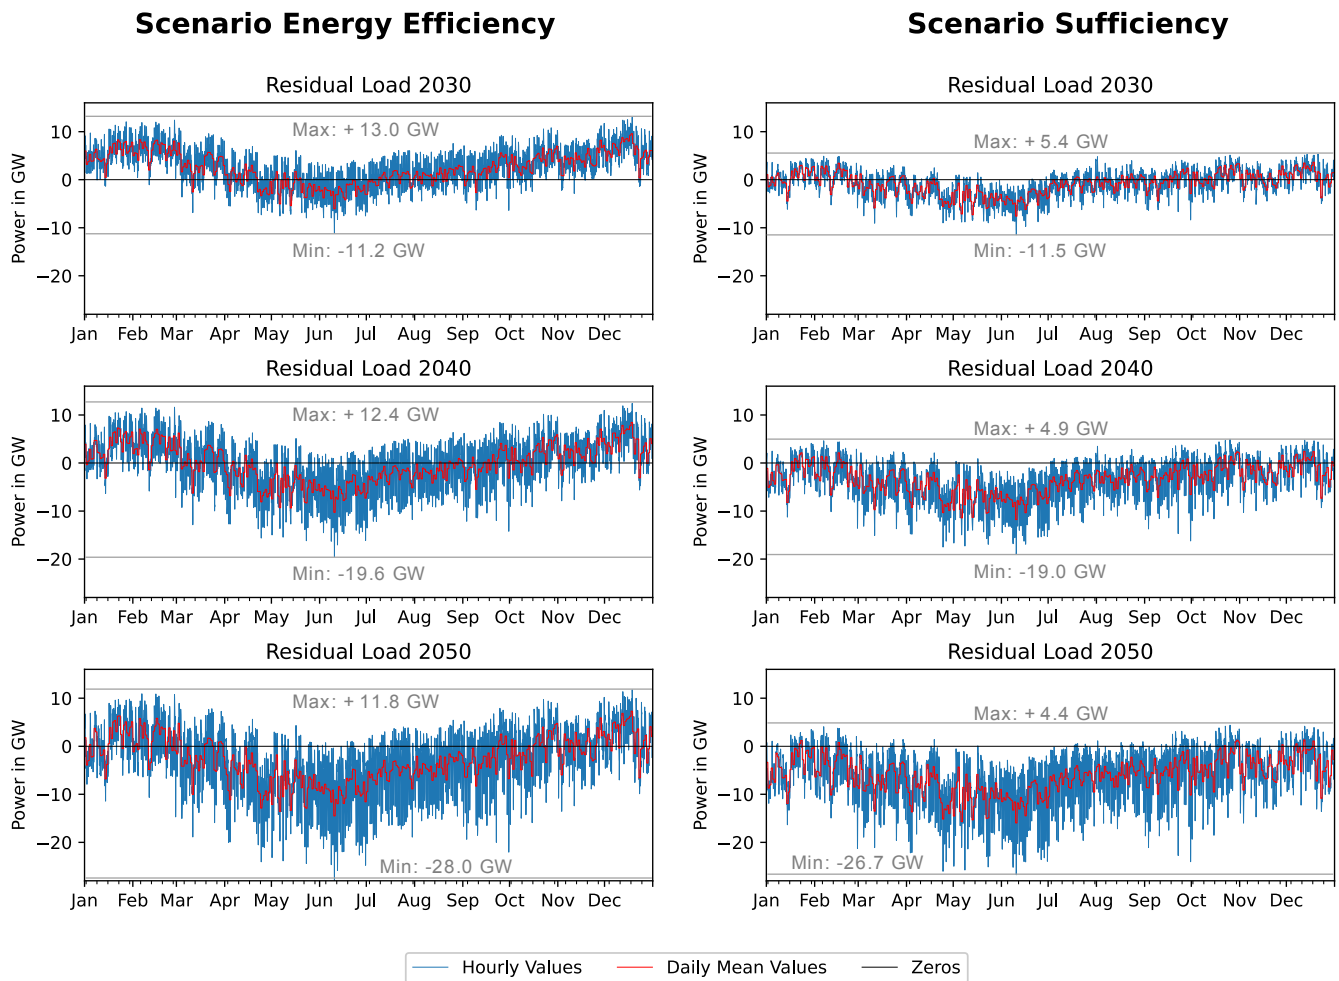 Scenario Energy Efficiency
Scenario Sufficiency
Residual Load 2030
Power in GW
10
0
−10
−20
Max: + 13.0 GW
Min: -11.2 GW
Jan Feb Mar Apr May Jun Jul Aug Sep Oct Nov Dec
Residual Load 2030
Power in GW
10
0
−10
−20
Max: + 5.4 GW
Min: -11.5 GW
Jan Feb Mar Apr May Jun Jul Aug Sep Oct Nov Dec
Residual Load 2040
Power in GW
10
0
−10
−20
Max: + 12.4 GW
Min: -19.6 GW
Jan Feb Mar Apr May Jun Jul Aug Sep Oct Nov Dec
Residual Load 2040
Power in GW
10
0
−10
−20
Max: + 4.9 GW
Min: -19.0 GW
Jan Feb Mar Apr May Jun Jul Aug Sep Oct Nov Dec
Residual Load 2050
Power in GW
10
0
−10
−20
Max: + 11.8 GW
Min: -28.0 GW
Jan Feb Mar Apr May Jun Jul Aug Sep Oct Nov Dec
Residual Load 2050
Power in GW
10
0
−10
−20
Max: + 4.4 GW
Min: -26.7 GW
Jan Feb Mar Apr May Jun Jul Aug Sep Oct Nov Dec
Hourly Values Daily Mean Values Zeros